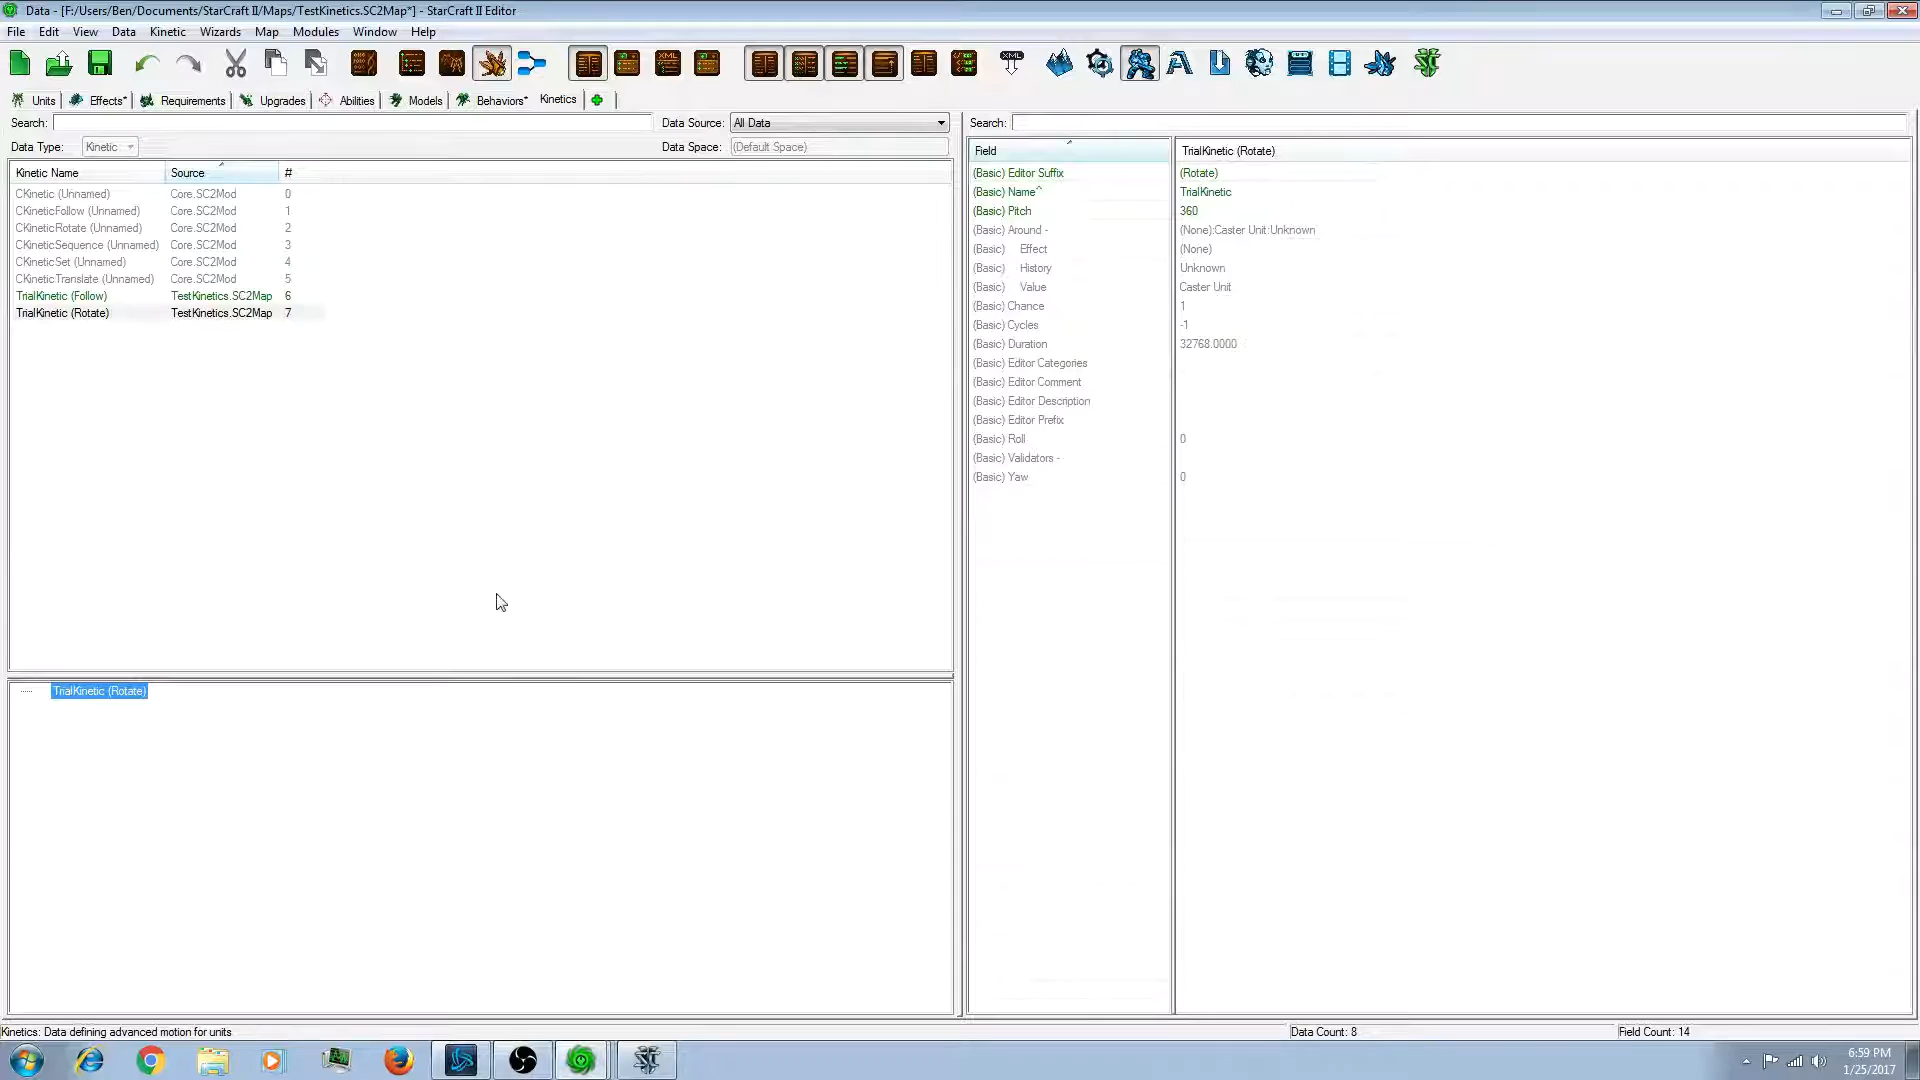 Data - [F:/Users/Ben/Documents/StarCraft II/Maps/TestKinetics.SC2Map*] - StarCraft II Editor
File Edit View Data Kinetic Wizards Map Modules Window Help
XML XML
Units Effects* Requirements Upgrades Abilities Models Behaviors* Kinetics
Search: Data Source: All Data Search:
Data Type: Kinetic Data Space: (Default Space)
Kinetic Name Source #
CKinetic (Unnamed) Core.SC2Mod 0
CKineticFollow (Unnamed) Core.SC2Mod 1
CKineticRotate (Unnamed) Core.SC2Mod 2
CKineticSequence (Unnamed) Core.SC2Mod 3
CKineticSet (Unnamed) Core.SC2Mod 4
CKineticTranslate (Unnamed) Core.SC2Mod 5
TrialKinetic (Follow) TestKinetics.SC2Map 6
TrialKinetic (Rotate) TestKinetics.SC2Map 7
TrialKinetic (Rotate)
Field TrialKinetic (Rotate)
(Basic) Editor Suffix (Rotate)
(Basic) Name^ TrialKinetic
(Basic) Pitch 360
(Basic) Around - (None):Caster Unit:Unknown
(Basic) Effect (None)
(Basic) History Unknown
(Basic) Value Caster Unit
(Basic) Chance 1
(Basic) Cycles -1
(Basic) Duration 32768.0000
(Basic) Editor Categories
(Basic) Editor Comment
(Basic) Editor Description
(Basic) Editor Prefix
(Basic) Roll 0
(Basic) Validators -
(Basic) Yaw 0
Kinetics: Data defining advanced motion for units Data Count: 8 Field Count: 14
6:59 PM
1/25/2017